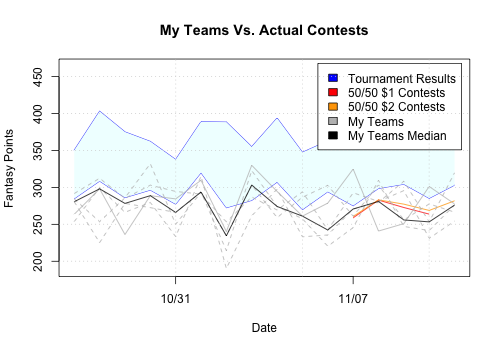 My Teams Vs. Actual Contests
Fantasy Points
450
400
350
300
250
200
Tournament Results
50/50 $1 Contests
50/50 $2 Contests
My Teams
My Teams Median
10/31
11/07
Date